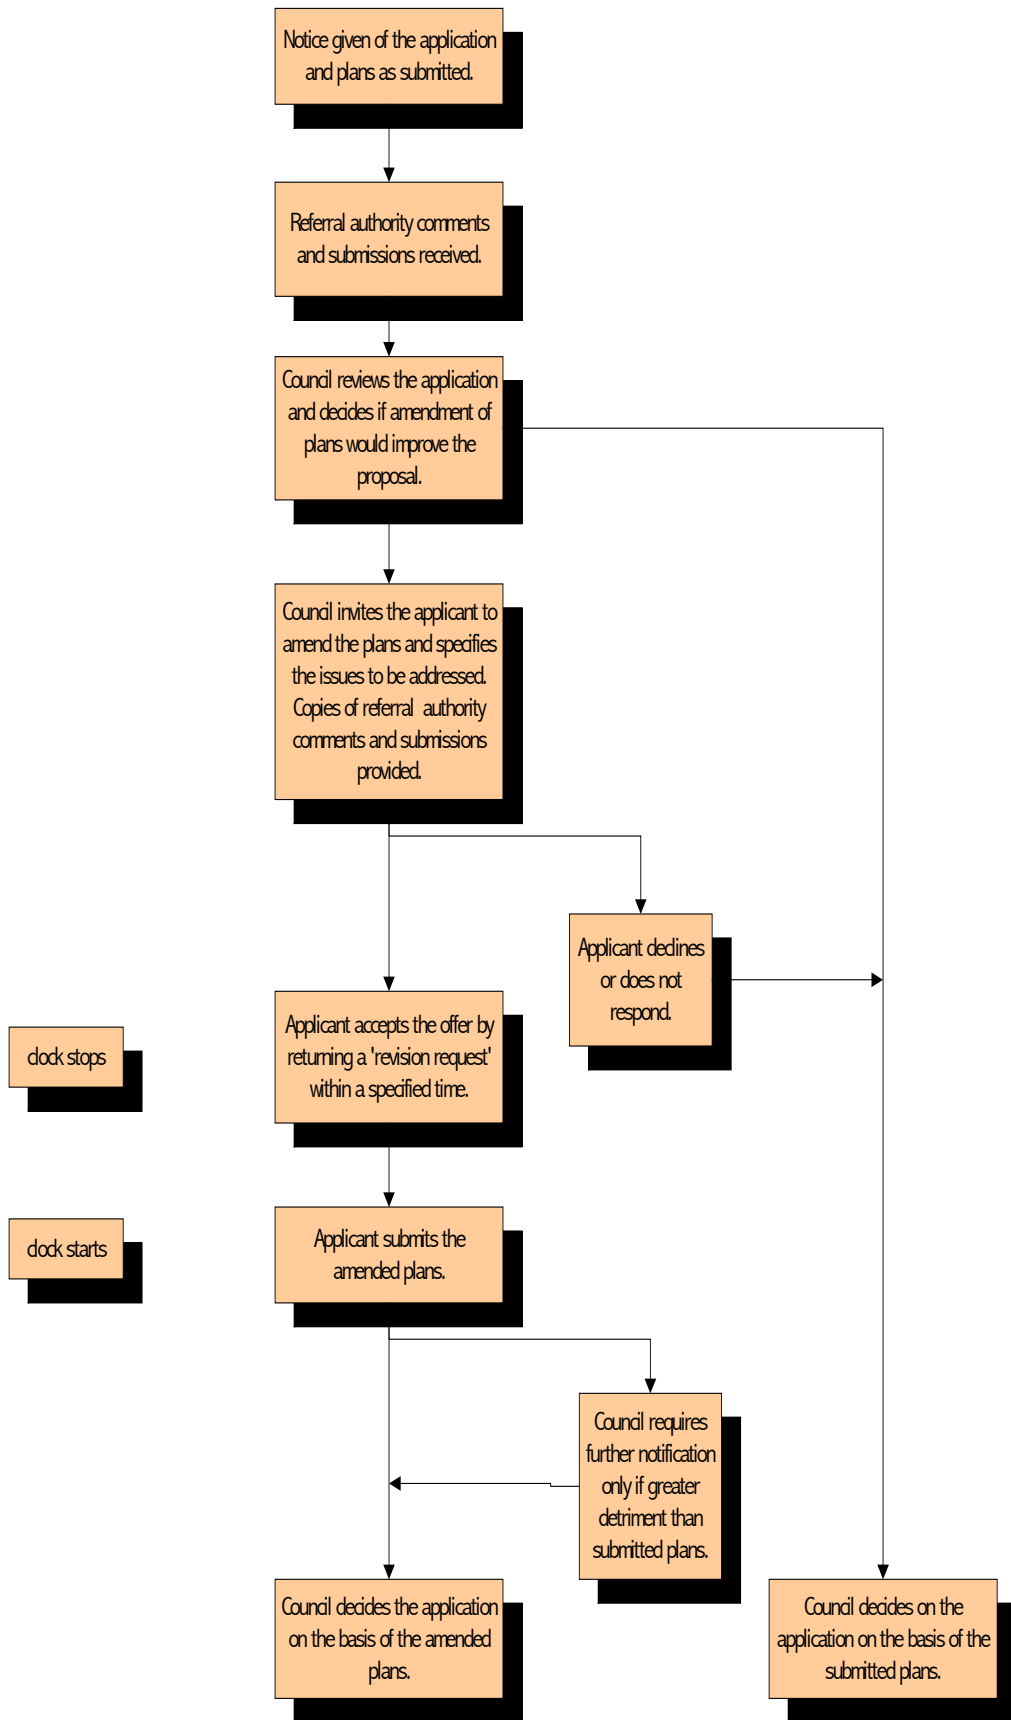 Notice given of the application
and plans as submitted.
Referral authority comments
and submissions received.
Council reviews the application
and decides if amendment of
plans would improve the
proposal.
Council invites the applicant to
amend the plans and specifies
the issues to be addressed.
Copies of referral authority
comments and submissions
provided.
Applicant declines
or does not
respond.
Applicant accepts the offer by
returning a 'revision request'
within a specified time.
clock stops
Applicant submits the
amended plans.
clock starts
Council requires
further notification
only if greater
detriment than
submitted plans.
Council decides the application
on the basis of the amended
plans.
Council decides on the
application on the basis of the
submitted plans.